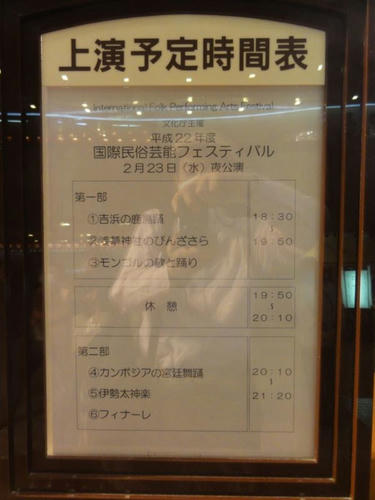 上演予定時間表
International Folk Performing Arts Festival
文化庁主催
平成22年度
国際民俗芸能フェスティバル
2月23日(水)夜公演
第一部
①吉浜の鹿嶋踊 18:30
②浅草神社のびんざさら 19:50
③モンゴルの歌と踊り
休憩 19:50
20:10
第二部
④カンボジアの宮廷舞踊 20:10
⑤伊勢太神楽 21:20
⑥フィナーレ